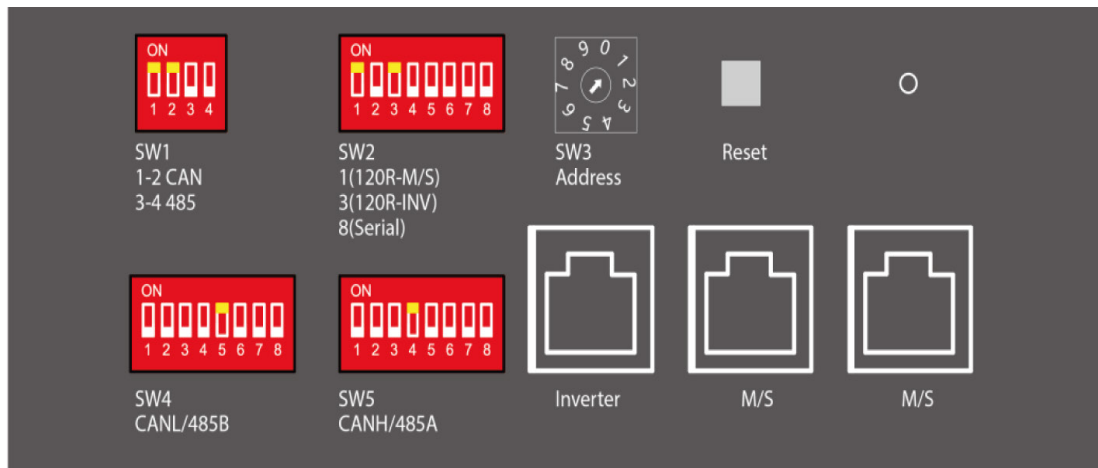 ON
1 2 3 4
SW1
1-2 CAN
3-4 485
ON
1 2 3 4 5 6 7 8
SW2
1(120R-M/S)
3(120R-INV)
8(Serial)
0 1 2 3 4 5 6 7 8 9
SW3
Address
Reset
ON
1 2 3 4 5 6 7 8
SW4
CANL/485B
ON
1 2 3 4 5 6 7 8
SW5
CANH/485A
Inverter
M/S
M/S